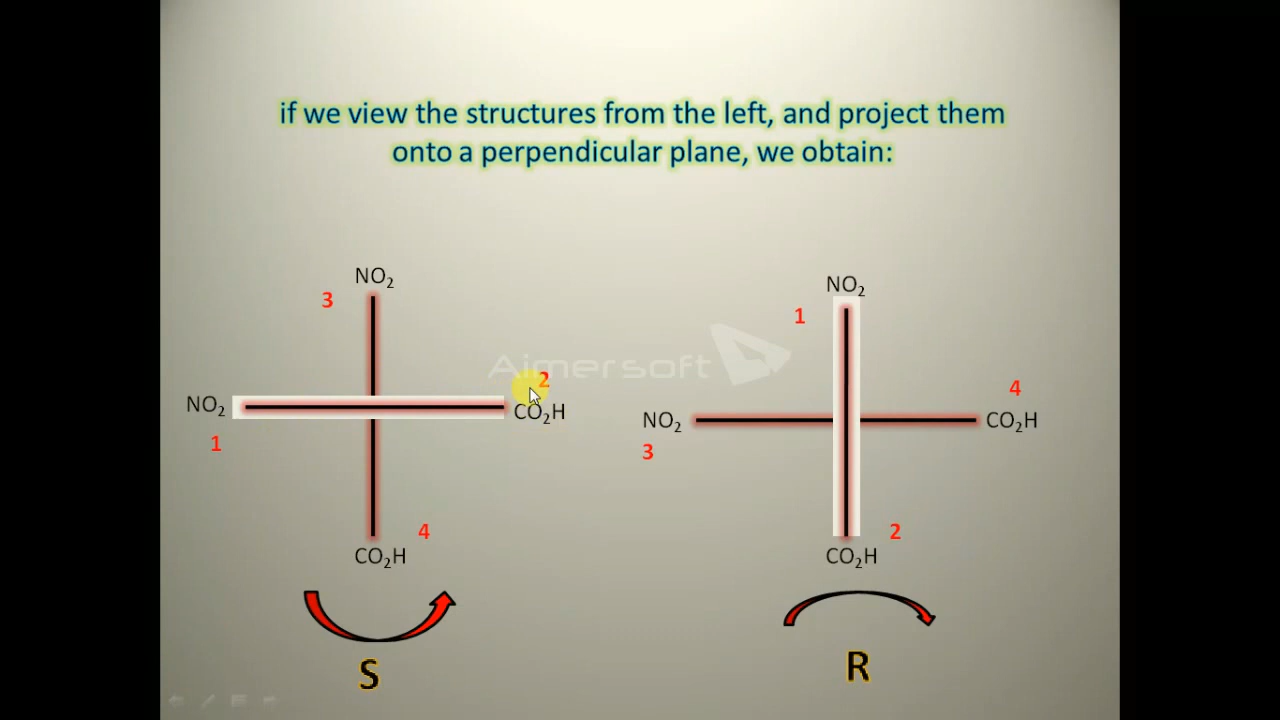 if we view the structures from the left, and project them
onto a perpendicular plane, we obtain:
NO₂
3
NO₂
1
2
CO₂H
4
CO₂H
S
NO₂
1
4
NO₂
CO₂H
3
2
CO₂H
R
Aimersoft